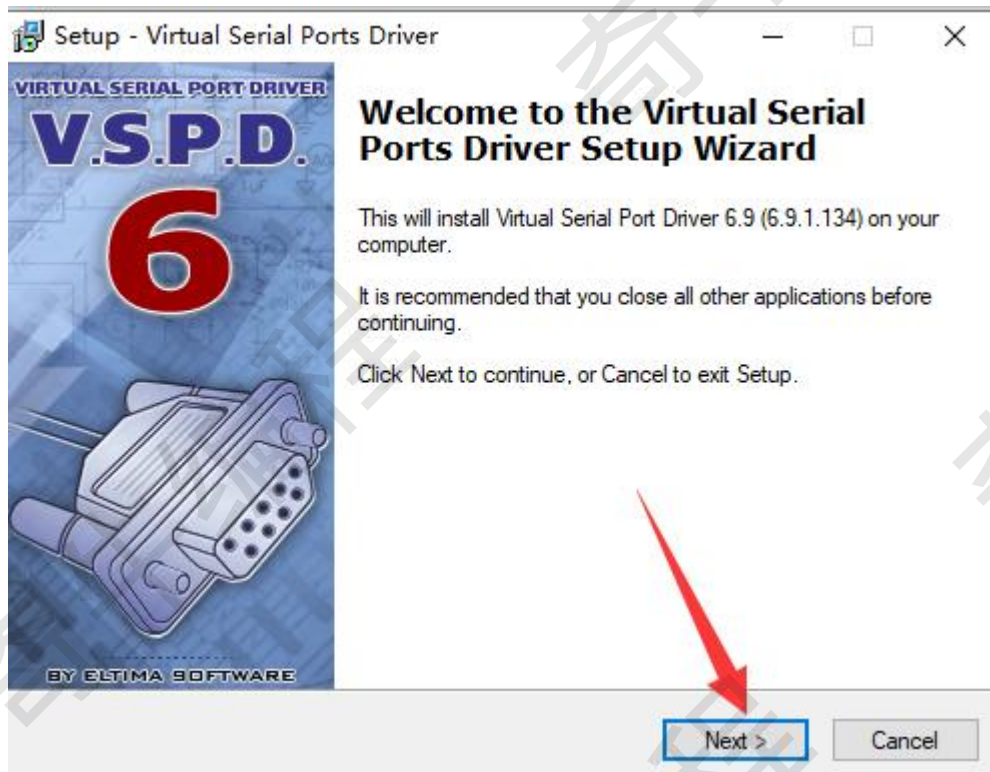 Setup - Virtual Serial Ports Driver
VIRTUAL SERIAL PORT DRIVER
V.S.P.D.
6
BY ELTIMA SOFTWARE
Welcome to the Virtual Serial
Ports Driver Setup Wizard
This will install Virtual Serial Port Driver 6.9 (6.9.1.134) on your
computer.
It is recommended that you close all other applications before
continuing.
Click Next to continue, or Cancel to exit Setup.
Next >
Cancel